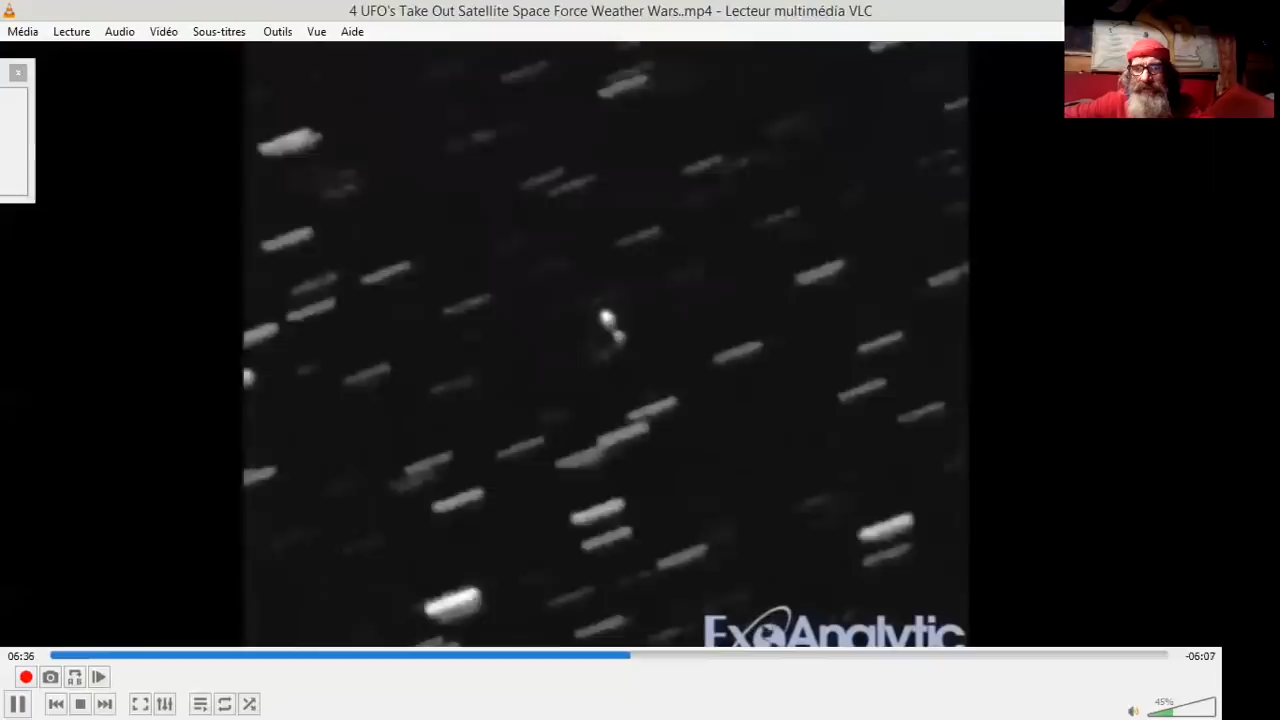 4 UFO's Take Out Satellite Space Force Weather Wars..mp4 - Lecteur multimédia VLC
Média Lecture Audio Vidéo Sous-titres Outils Vue Aide
ExoAnalytic
06:36
-06:07
45%